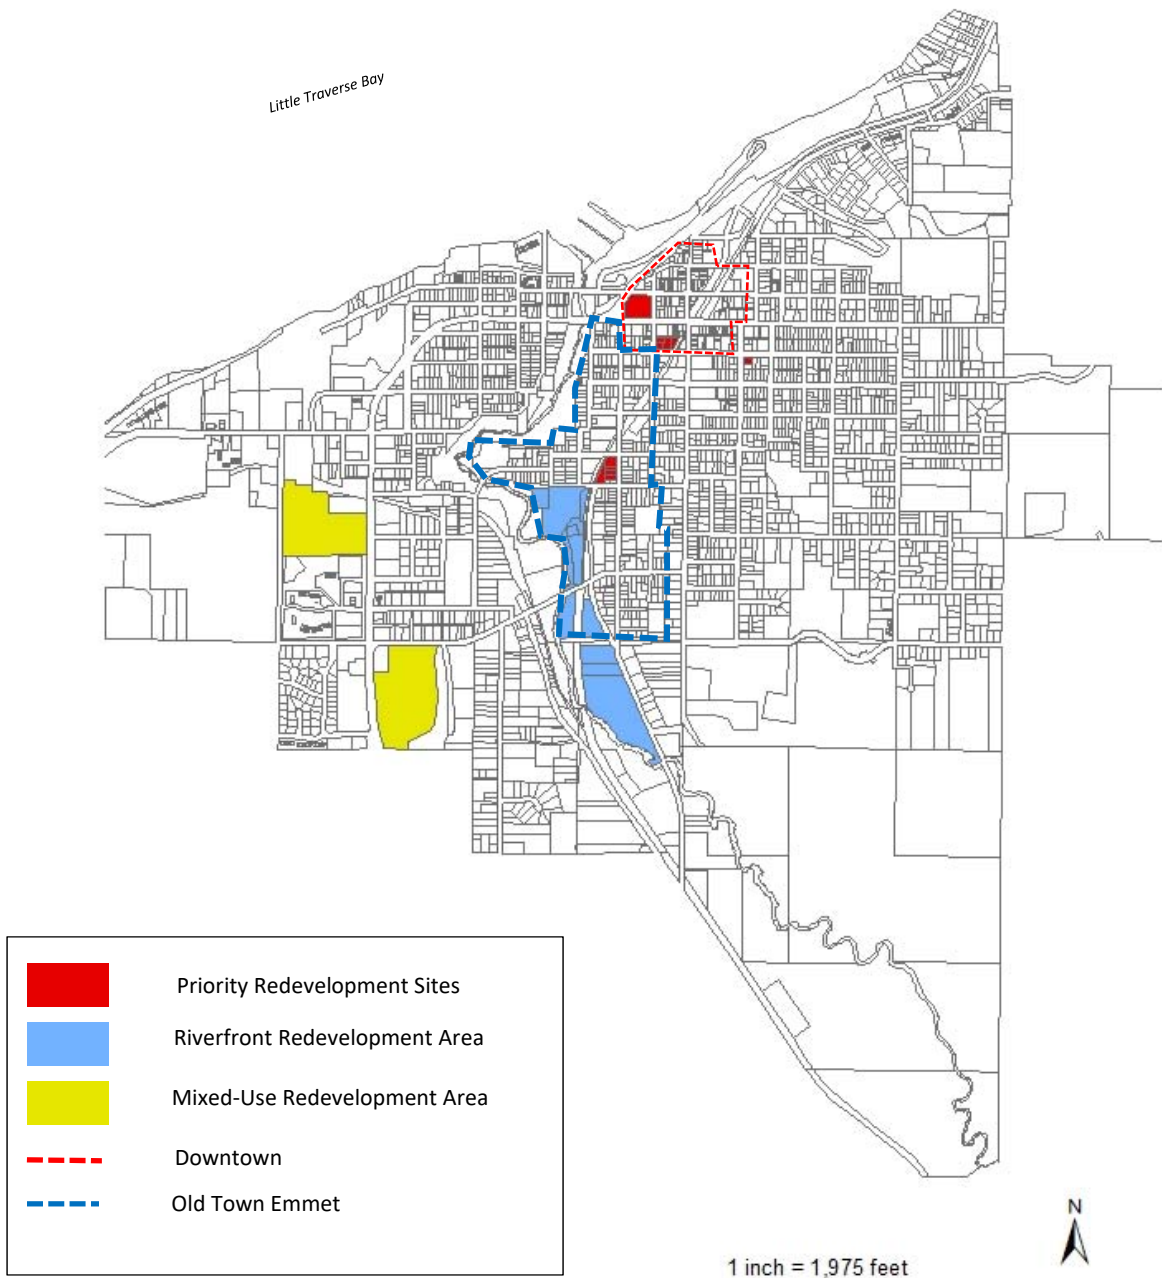 Little Traverse Bay
Priority Redevelopment Sites
Riverfront Redevelopment Area
Mixed-Use Redevelopment Area
Downtown
Old Town Emmet
N
1 inch = 1,975 feet